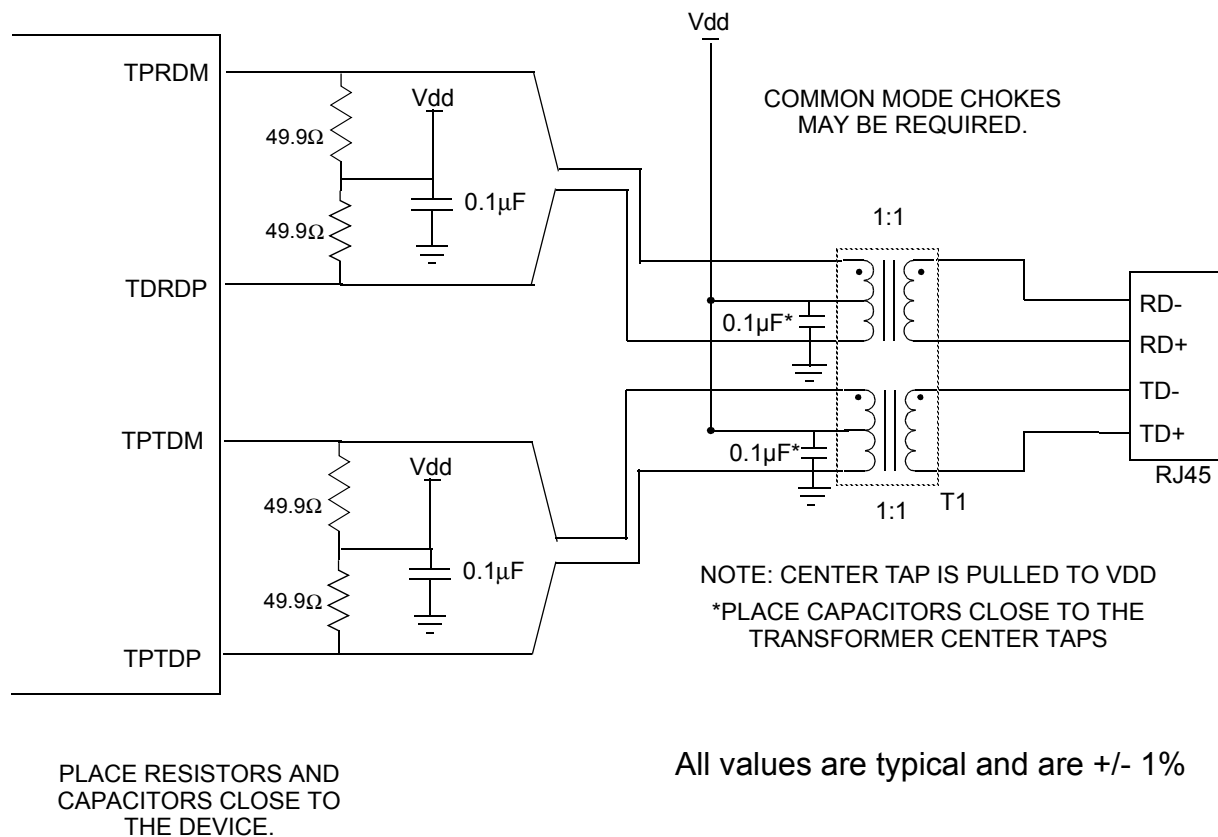 Vdd
TPRDM
Vdd
COMMON MODE CHOKES
MAY BE REQUIRED.
49.9Ω
0.1μF
1:1
49.9Ω
TDRDP
RD-
0.1µF*
RD+
TD-
TPTDM
TD+
0.1µF*
Vdd
RJ45
49.9Ω
1:1
T1
0.1μF
NOTE: CENTER TAP IS PULLED TO VDD
49.9Ω
*PLACE CAPACITORS CLOSE TO THE
TRANSFORMER CENTER TAPS
TPTDP
All values are typical and are +/- 1%
PLACE RESISTORS AND
CAPACITORS CLOSE TO
THE DEVICE.